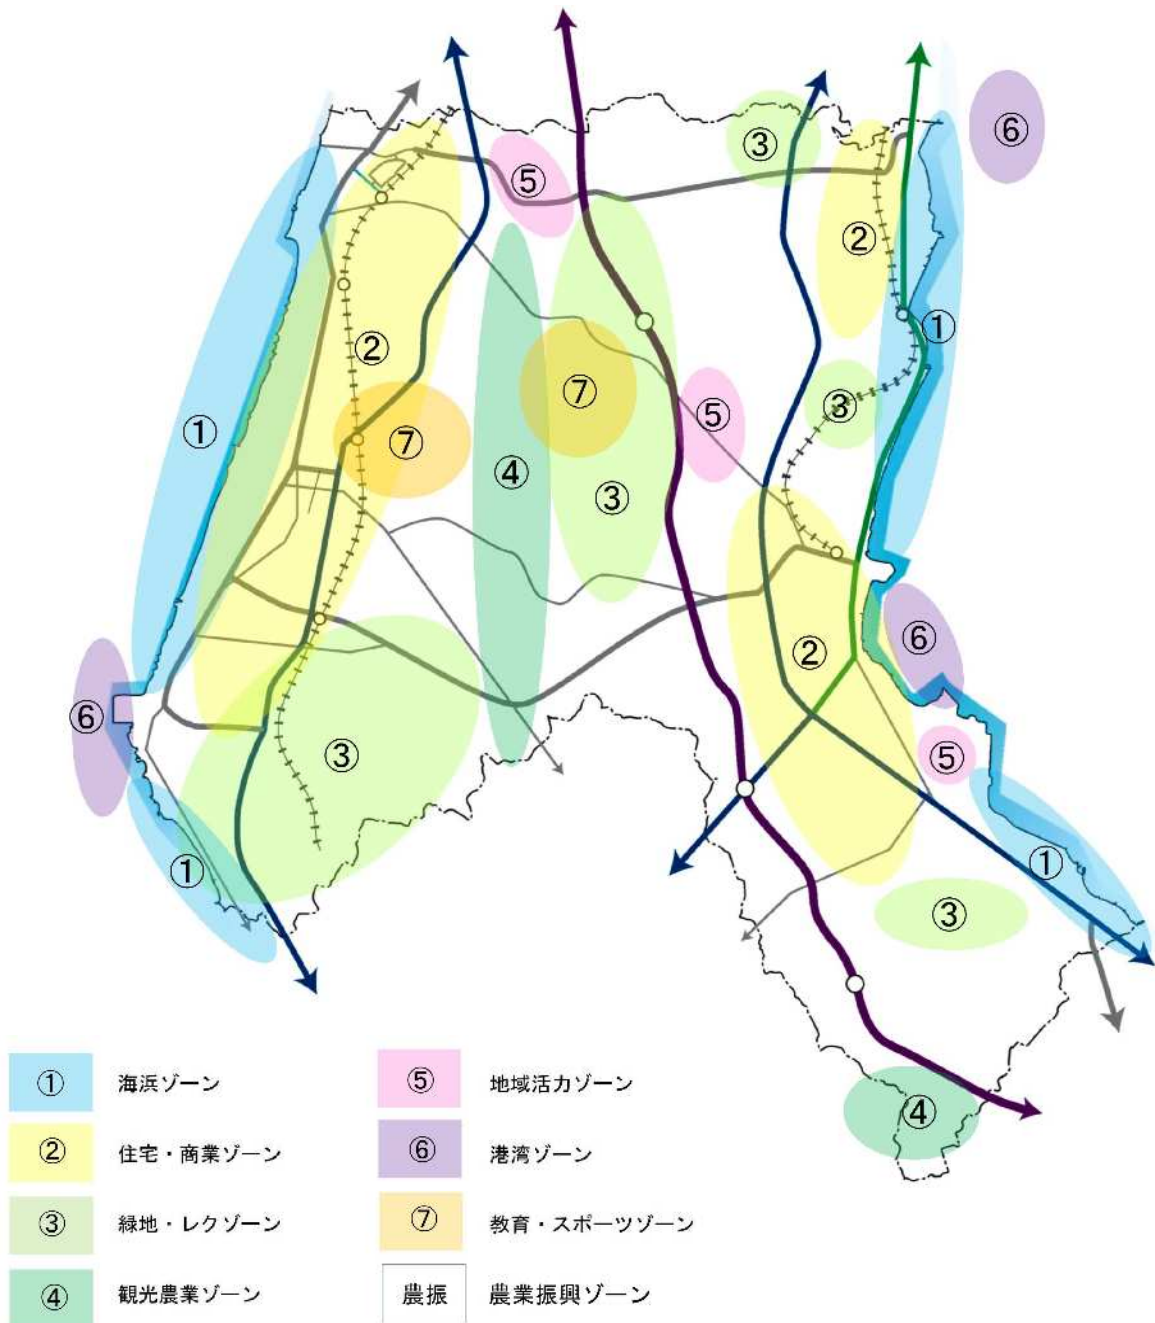 ⑥
③
⑤
②
①
②
⑦
⑤
③
①
⑦
④
③
⑥
②
⑥
③
⑤
①
①
③
④
① 海浜ゾーン
② 住宅・商業ゾーン
③ 緑地・レクゾーン
④ 観光農業ゾーン
⑤ 地域活力ゾーン
⑥ 港湾ゾーン
⑦ 教育・スポーツゾーン
農振 農業振興ゾーン